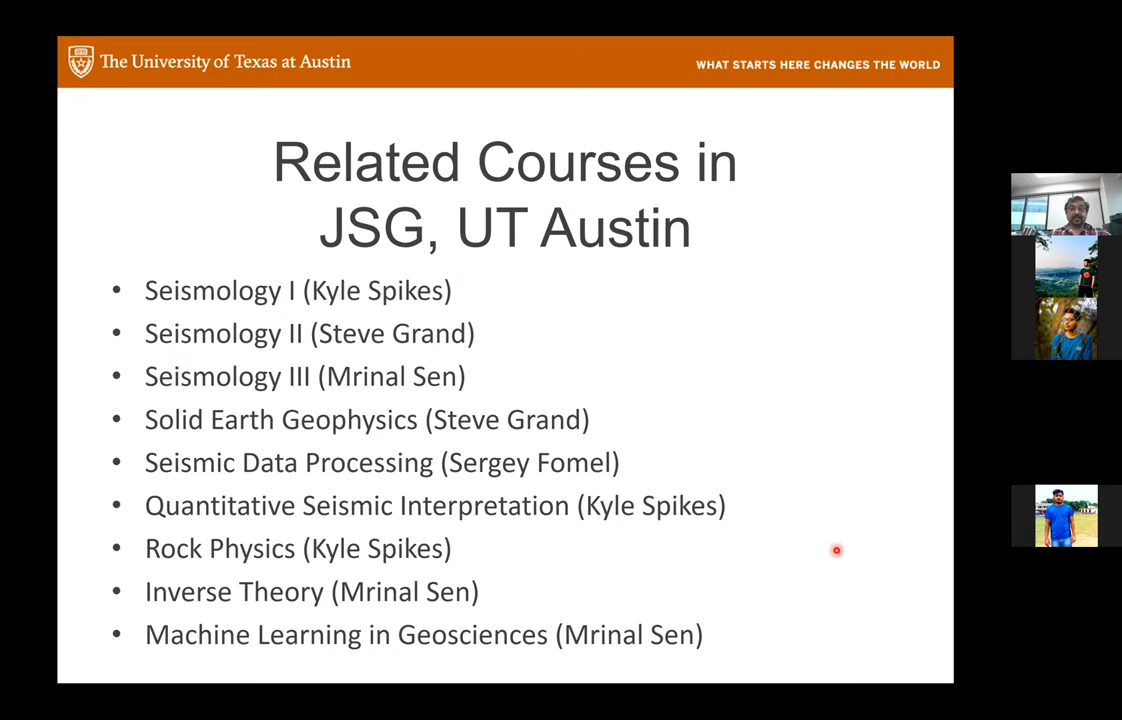 The University of Texas at Austin
WHAT STARTS HERE CHANGES THE WORLD
Related Courses in
JSG, UT Austin
• Seismology I (Kyle Spikes)
• Seismology II (Steve Grand)
• Seismology III (Mrinal Sen)
• Solid Earth Geophysics (Steve Grand)
• Seismic Data Processing (Sergey Fomel)
• Quantitative Seismic Interpretation (Kyle Spikes)
• Rock Physics (Kyle Spikes)
• Inverse Theory (Mrinal Sen)
• Machine Learning in Geosciences (Mrinal Sen)